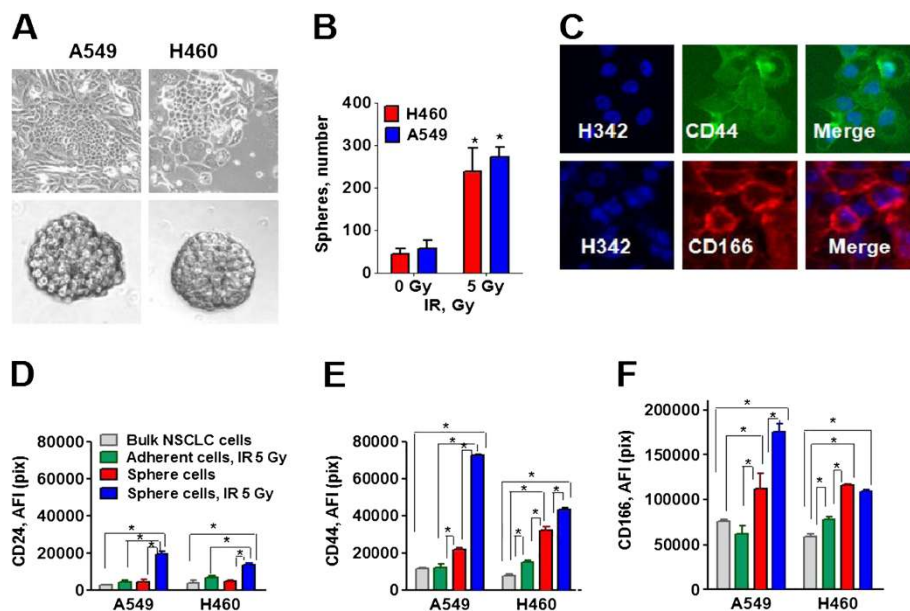 A
A549 H460
B
Spheres, number
400
300
200
100
0
H460
A549
* *
0 Gy 5 Gy
IR, Gy
C
H342 CD44 Merge
H342 CD166 Merge
D
CD24, AFI (pix)
80000
60000
40000
20000
0
Bulk NSCLC cells
Adherent cells, IR 5 Gy
Sphere cells
Sphere cells, IR 5 Gy
* *
* * * *
A549 H460
E
CD44, AFI (pix)
80000
60000
40000
20000
0
*
* *
*
*
* *
* *
*
A549 H460
F
CD166, AFI (pix)
200000
150000
100000
50000
0
*
* *
*
*
*
* *
A549 H460